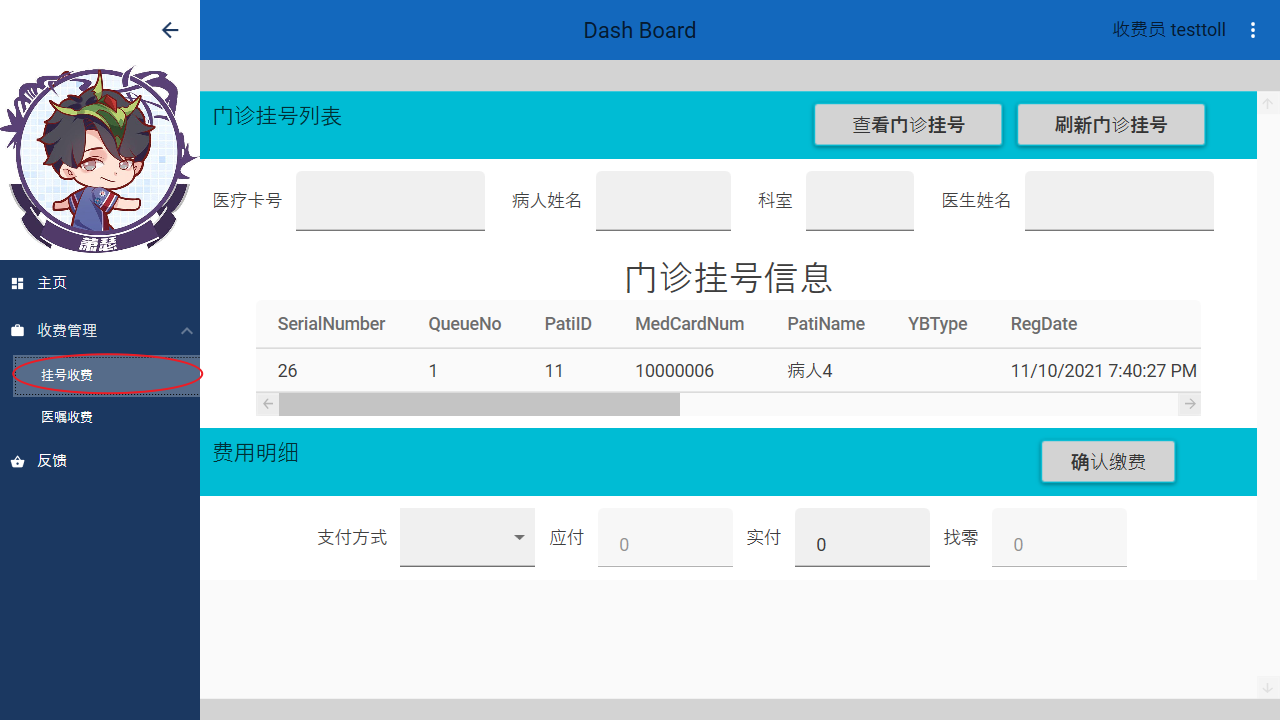 Dash Board
收费员 testtoll
萧瑟
主页
收费管理
挂号收费
医嘱收费
反馈
门诊挂号列表
查看门诊挂号
刷新门诊挂号
医疗卡号
病人姓名
科室
医生姓名
门诊挂号信息
SerialNumber QueueNo PatiID MedCardNum PatiName YBType RegDate
26 1 11 10000006 病人4 11/10/2021 7:40:27 PM
费用明细
确认缴费
支付方式 应付 0 实付 0 找零 0